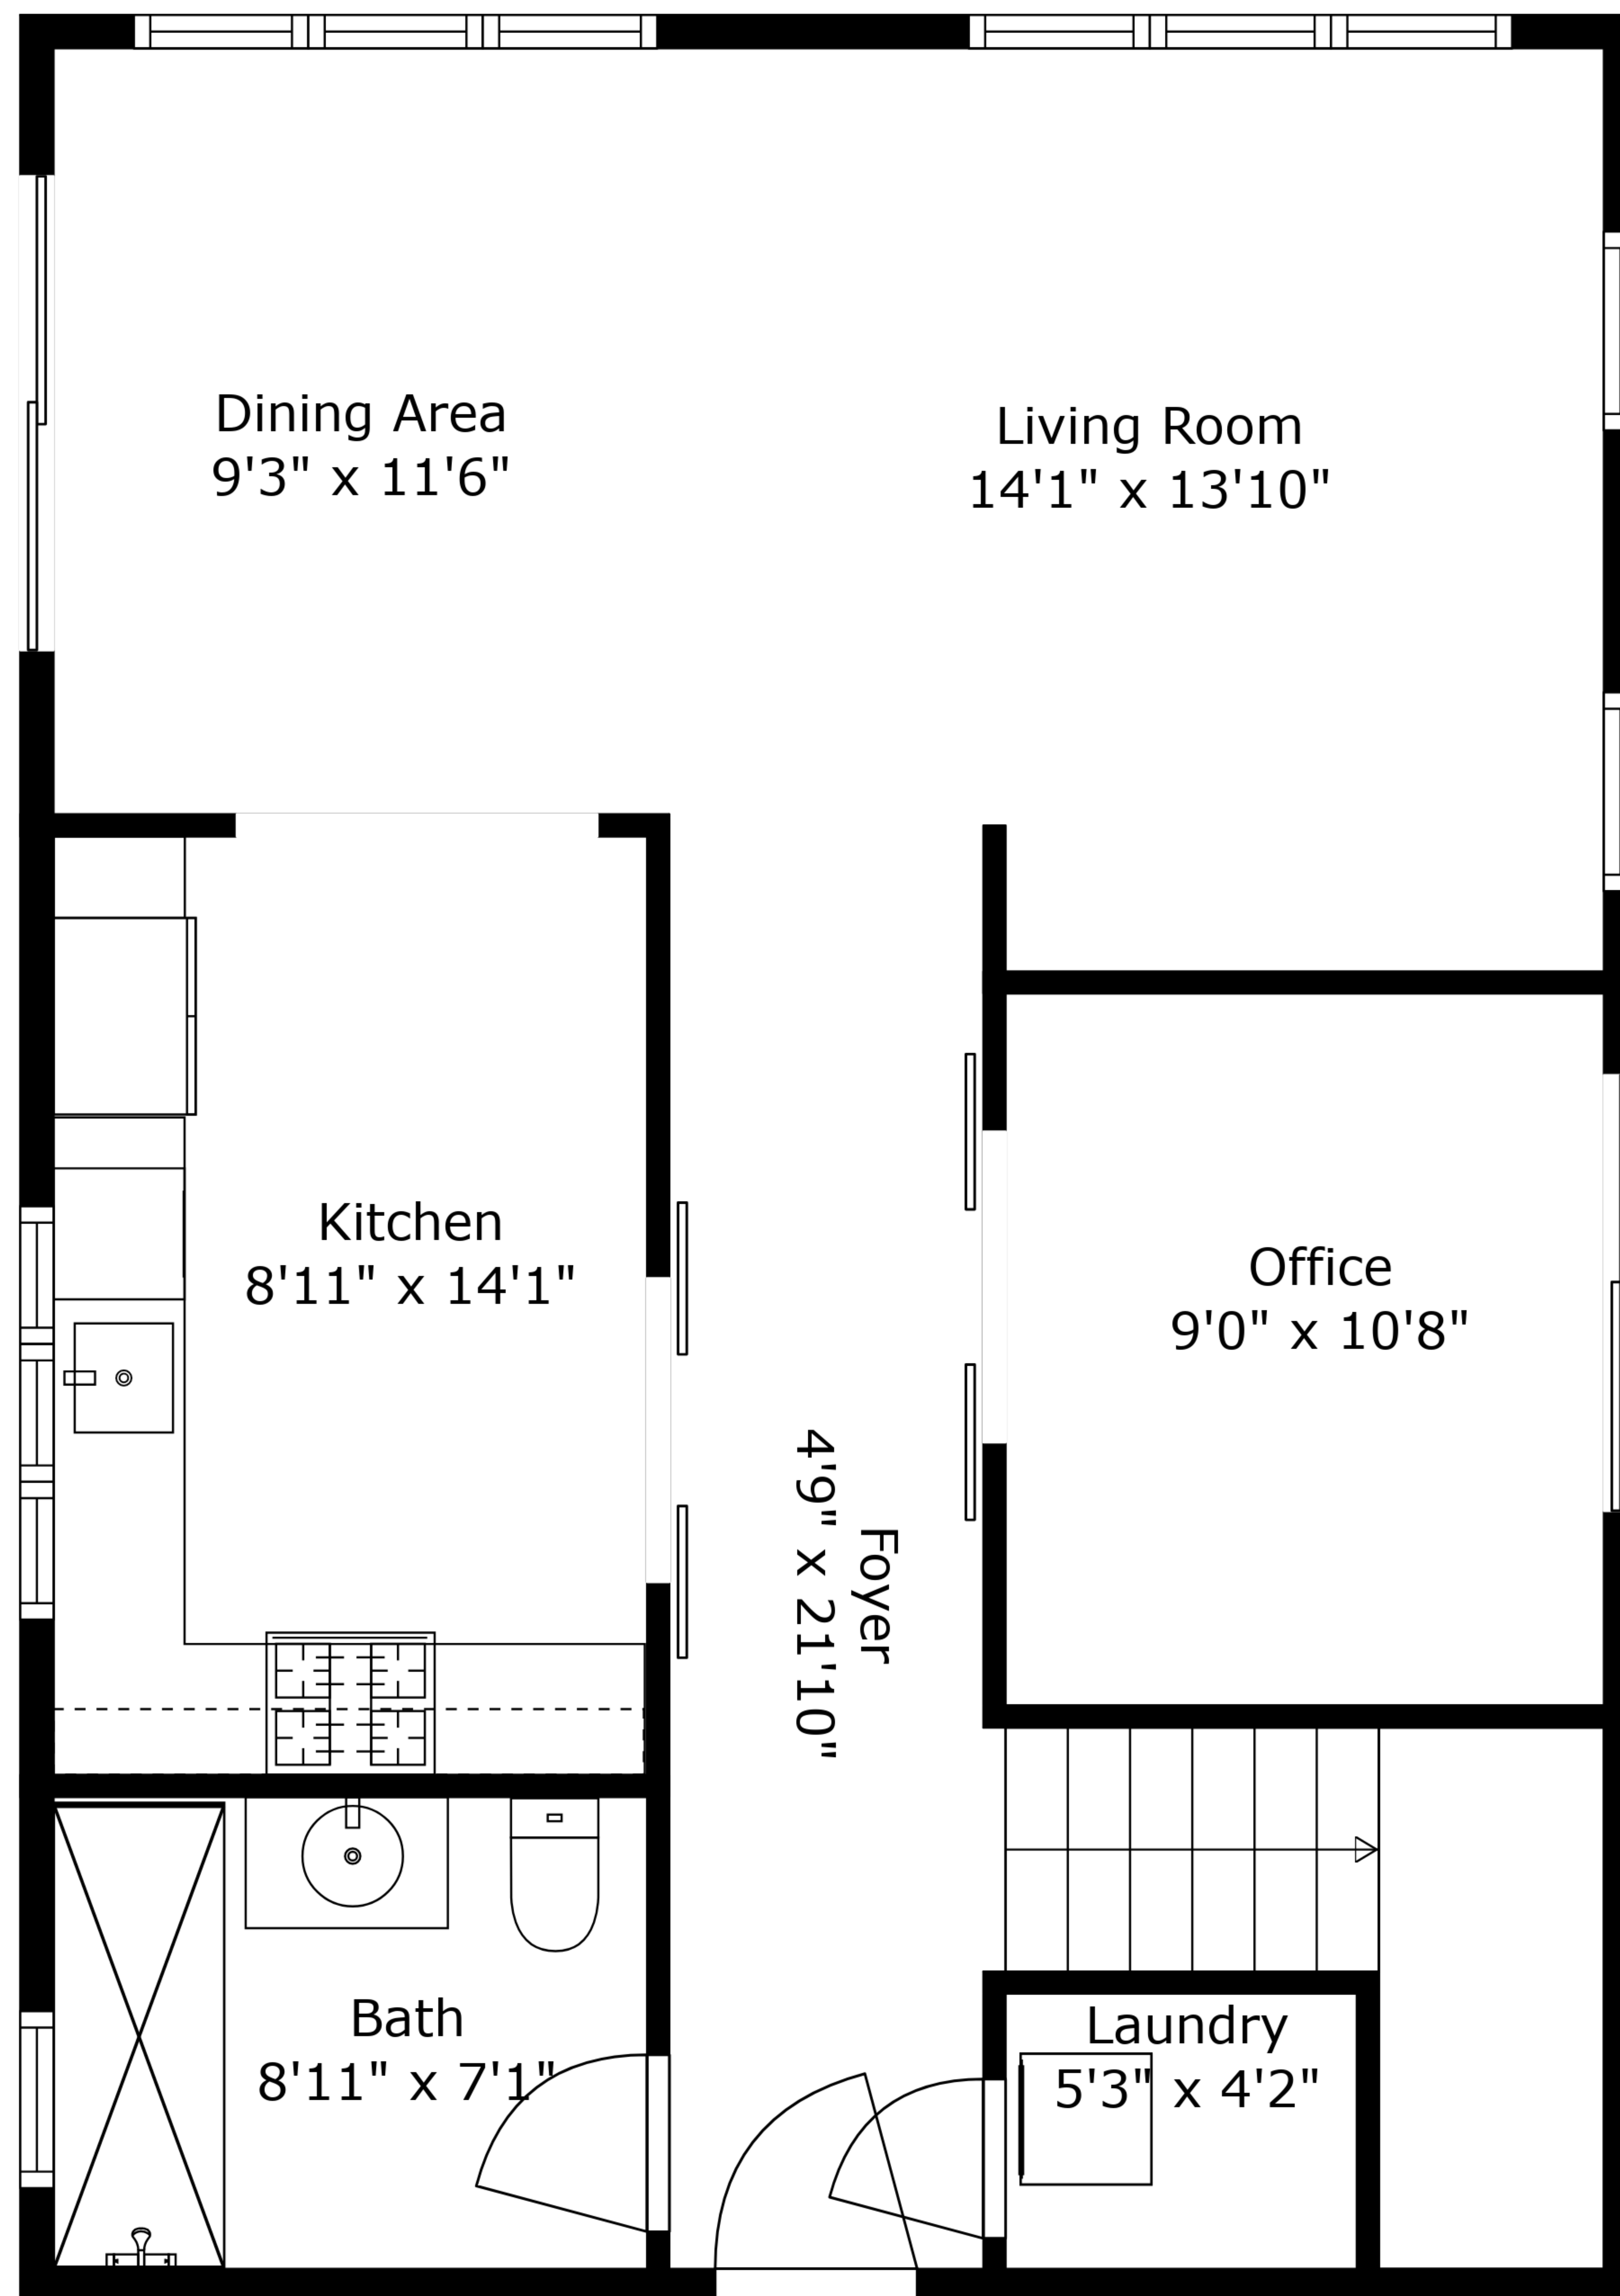 Dining Area
9'3" x 11'6"
Living Room
14'1" x 13'10"
Kitchen
8'11" x 14'1"
Office
9'0" x 10'8"
Foyer
4'9" x 21'10"
Bath
8'11" x 7'1"
Laundry
5'3" x 4'2"